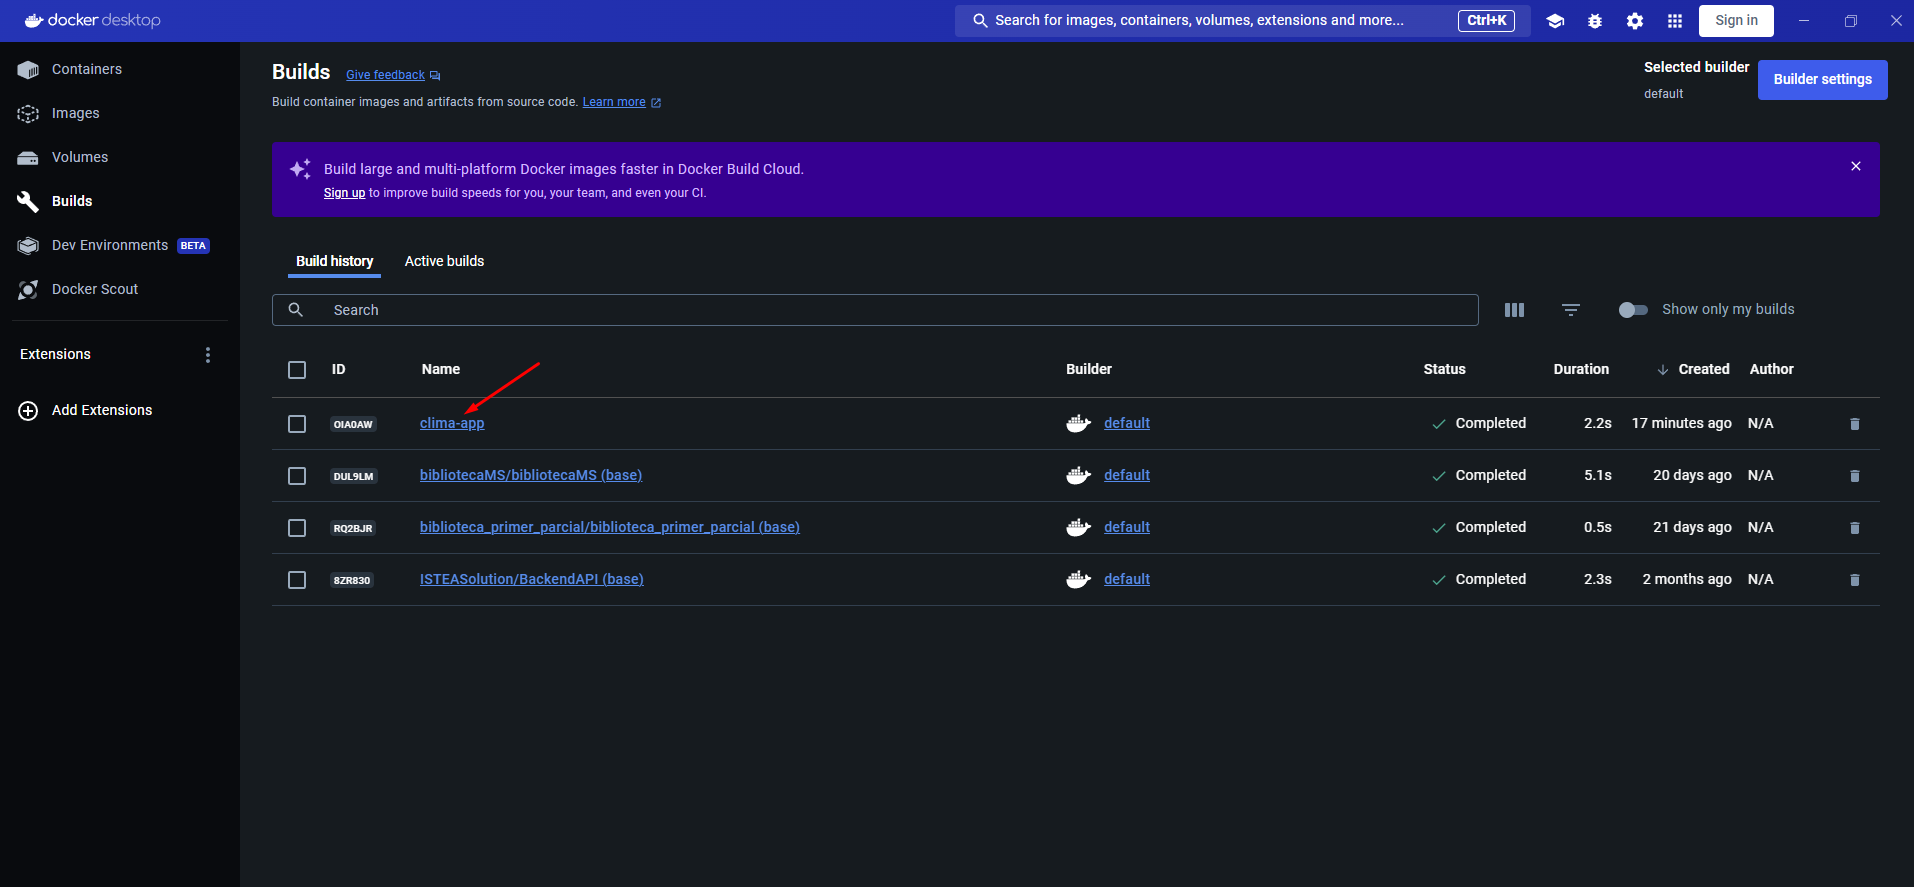 docker desktop
Search for images, containers, volumes, extensions and more...
Ctrl+K
Sign in
Containers
Images
Volumes
Builds
Dev Environments BETA
Docker Scout
Extensions
Add Extensions
Builds Give feedback
Build container images and artifacts from source code. Learn more
Selected builder
default
Builder settings
Build large and multi-platform Docker images faster in Docker Build Cloud.
Sign up to improve build speeds for you, your team, and even your CI.
Build history Active builds
Search
Show only my builds
ID Name Builder Status Duration Created Author
OIA0AW clima-app default Completed 2.2s 17 minutes ago N/A
DUL9LM bibliotecaMS/bibliotecaMS (base) default Completed 5.1s 20 days ago N/A
RQ2BJR biblioteca_primer_parcial/biblioteca_primer_parcial (base) default Completed 0.5s 21 days ago N/A
8ZR830 ISTEASolution/BackendAPI (base) default Completed 2.3s 2 months ago N/A